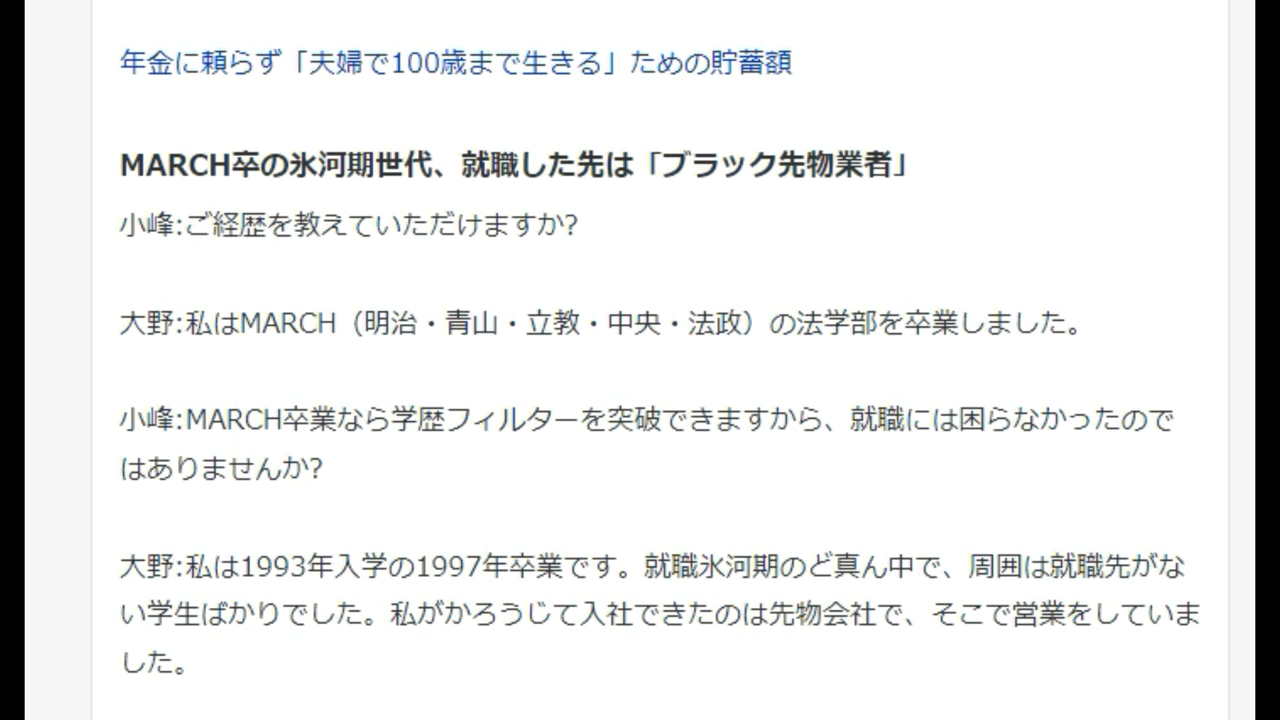 年金に頼らず「夫婦で100歳まで生きる」ための貯蓄額
MARCH卒の氷河期世代、就職した先は「ブラック先物業者」
小峰:ご経歴を教えていただけますか?
大野:私はMARCH（明治・青山・立教・中央・法政）の法学部を卒業しました。
小峰:MARCH卒業なら学歴フィルターを突破できますから、就職には困らなかったので
はありませんか?
大野:私は1993年入学の1997年卒業です。就職氷河期のど真ん中で、周囲は就職先がな
い学生ばかりでした。私がかろうじて入社できたのは先物会社で、そこで営業をしていま
した。